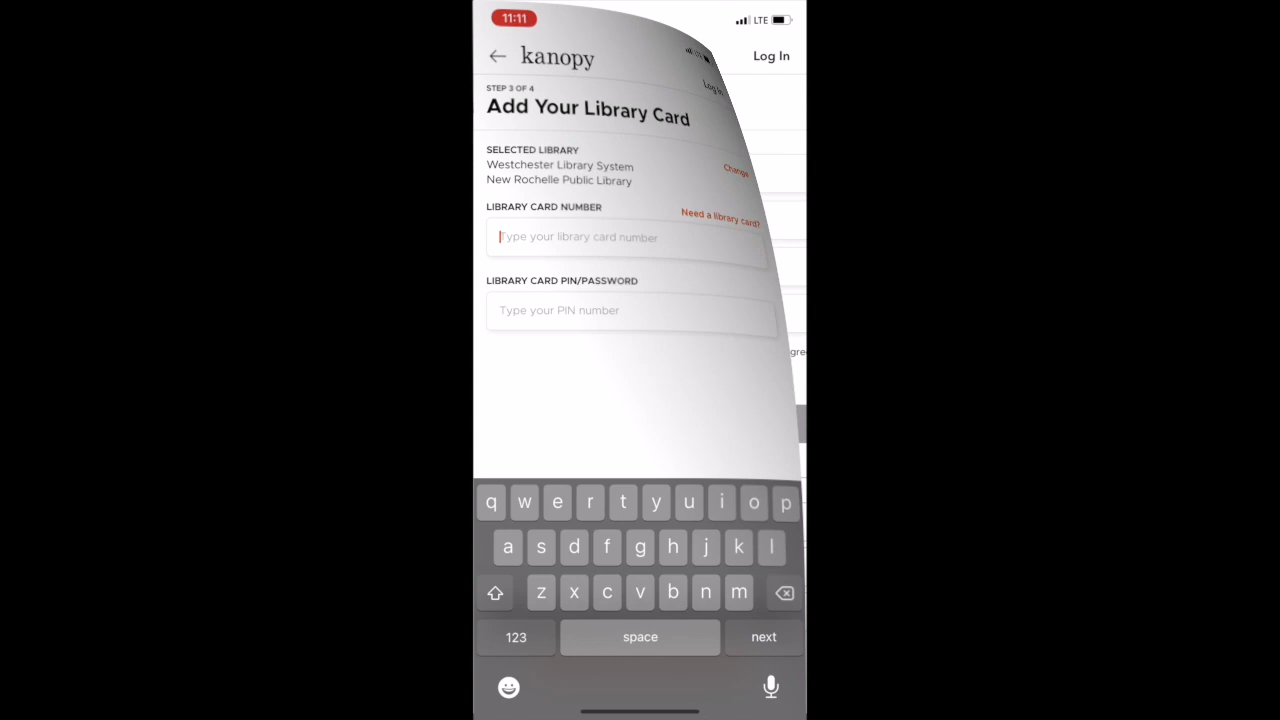 11:11
LTE
kanopy
Log In
Log In
STEP 3 OF 4
Add Your Library Card
SELECTED LIBRARY
Westchester Library System
Change
New Rochelle Public Library
LIBRARY CARD NUMBER
Need a library card?
Type your library card number
LIBRARY CARD PIN/PASSWORD
Type your PIN number
q w e r t y u i o p
a s d f g h j k l
z x c v b n m
123 space next